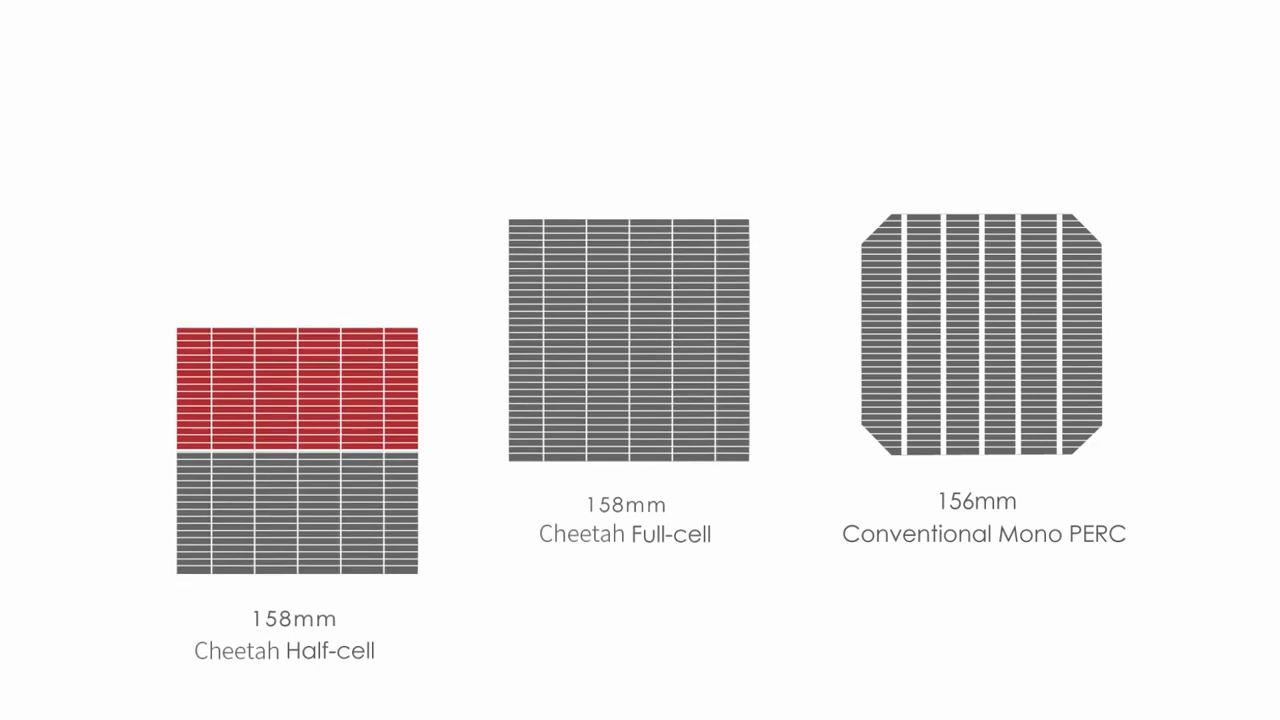 158mm
Cheetah Half-cell
158mm
Cheetah Full-cell
156mm
Conventional Mono PERC